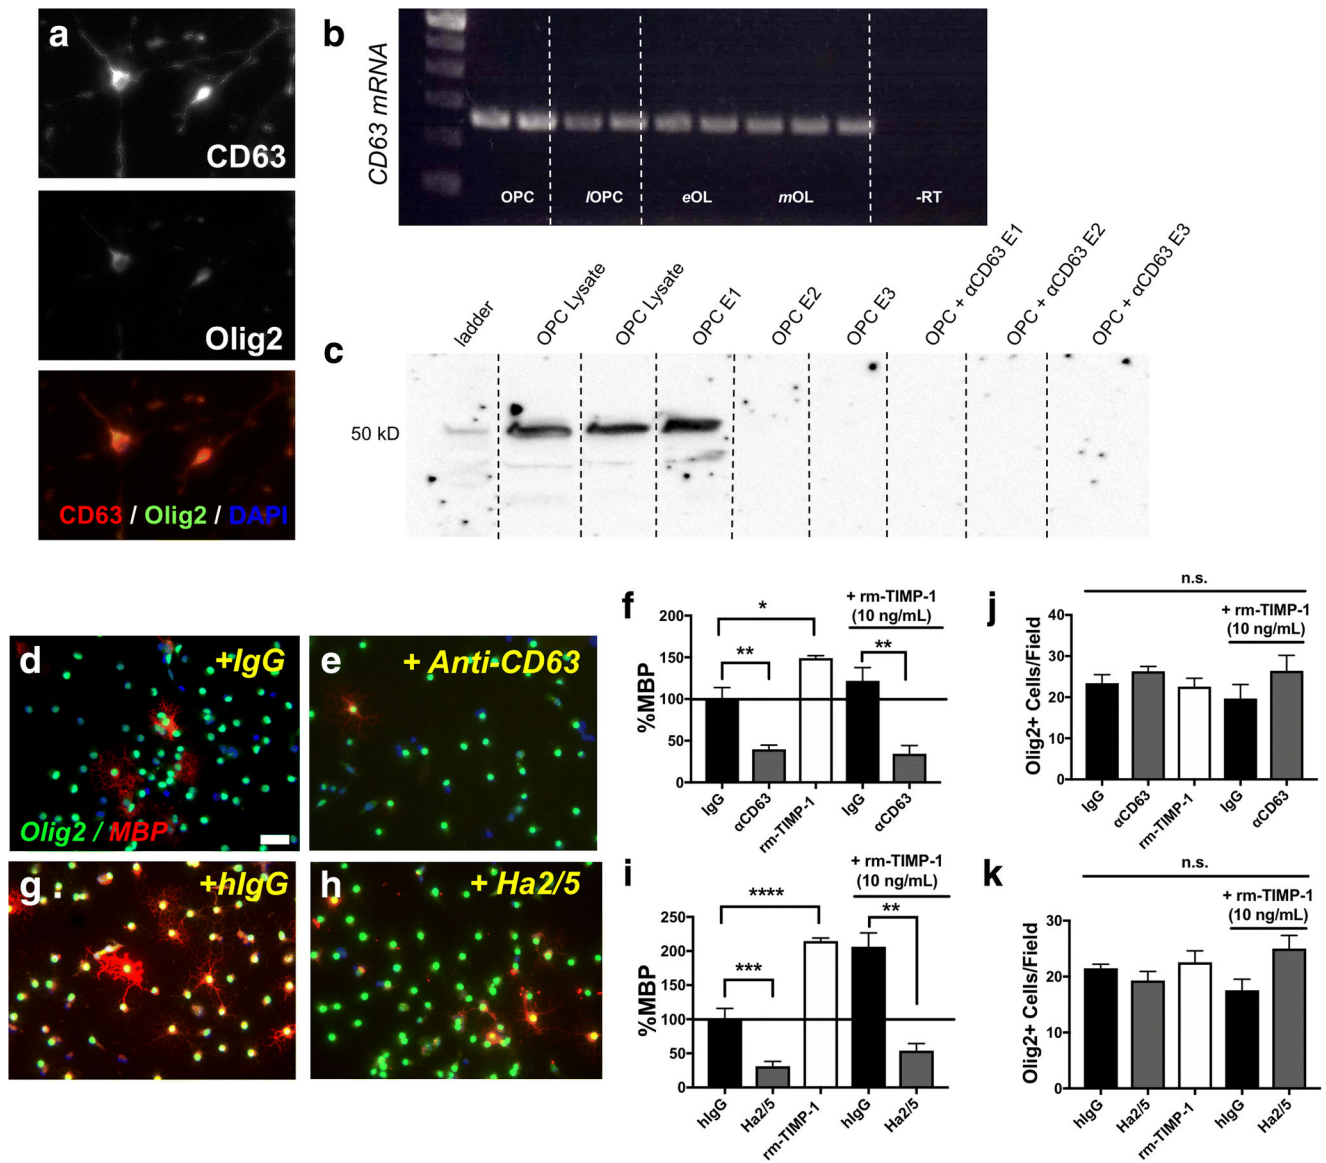 a
CD63
Olig2
CD63 / Olig2 / DAPI
b
CD63 mRNA
OPC
lOPC
eOL
mOL
-RT
c
ladder
OPC Lysate
OPC Lysate
OPC E1
OPC E2
OPC E3
OPC + αCD63 E1
OPC + αCD63 E2
OPC + αCD63 E3
50 kD
d
+IgG
Olig2 / MBP
e
+ Anti-CD63
g
+hIgG
h
+ Ha2/5
f
+ rm-TIMP-1
(10 ng/mL)
*
**
**
%MBP
200
150
100
50
0
IgG
αCD63
rm-TIMP-1
IgG
αCD63
j
n.s.
+ rm-TIMP-1
(10 ng/mL)
Olig2+ Cells/Field
40
30
20
10
0
IgG
αCD63
rm-TIMP-1
IgG
αCD63
i
+ rm-TIMP-1
(10 ng/mL)
****
**
***
%MBP
250
200
150
100
50
0
hIgG
Ha2/5
rm-TIMP-1
hIgG
Ha2/5
k
n.s.
+ rm-TIMP-1
(10 ng/mL)
Olig2+ Cells/Field
30
20
10
0
hIgG
Ha2/5
rm-TIMP-1
hIgG
Ha2/5